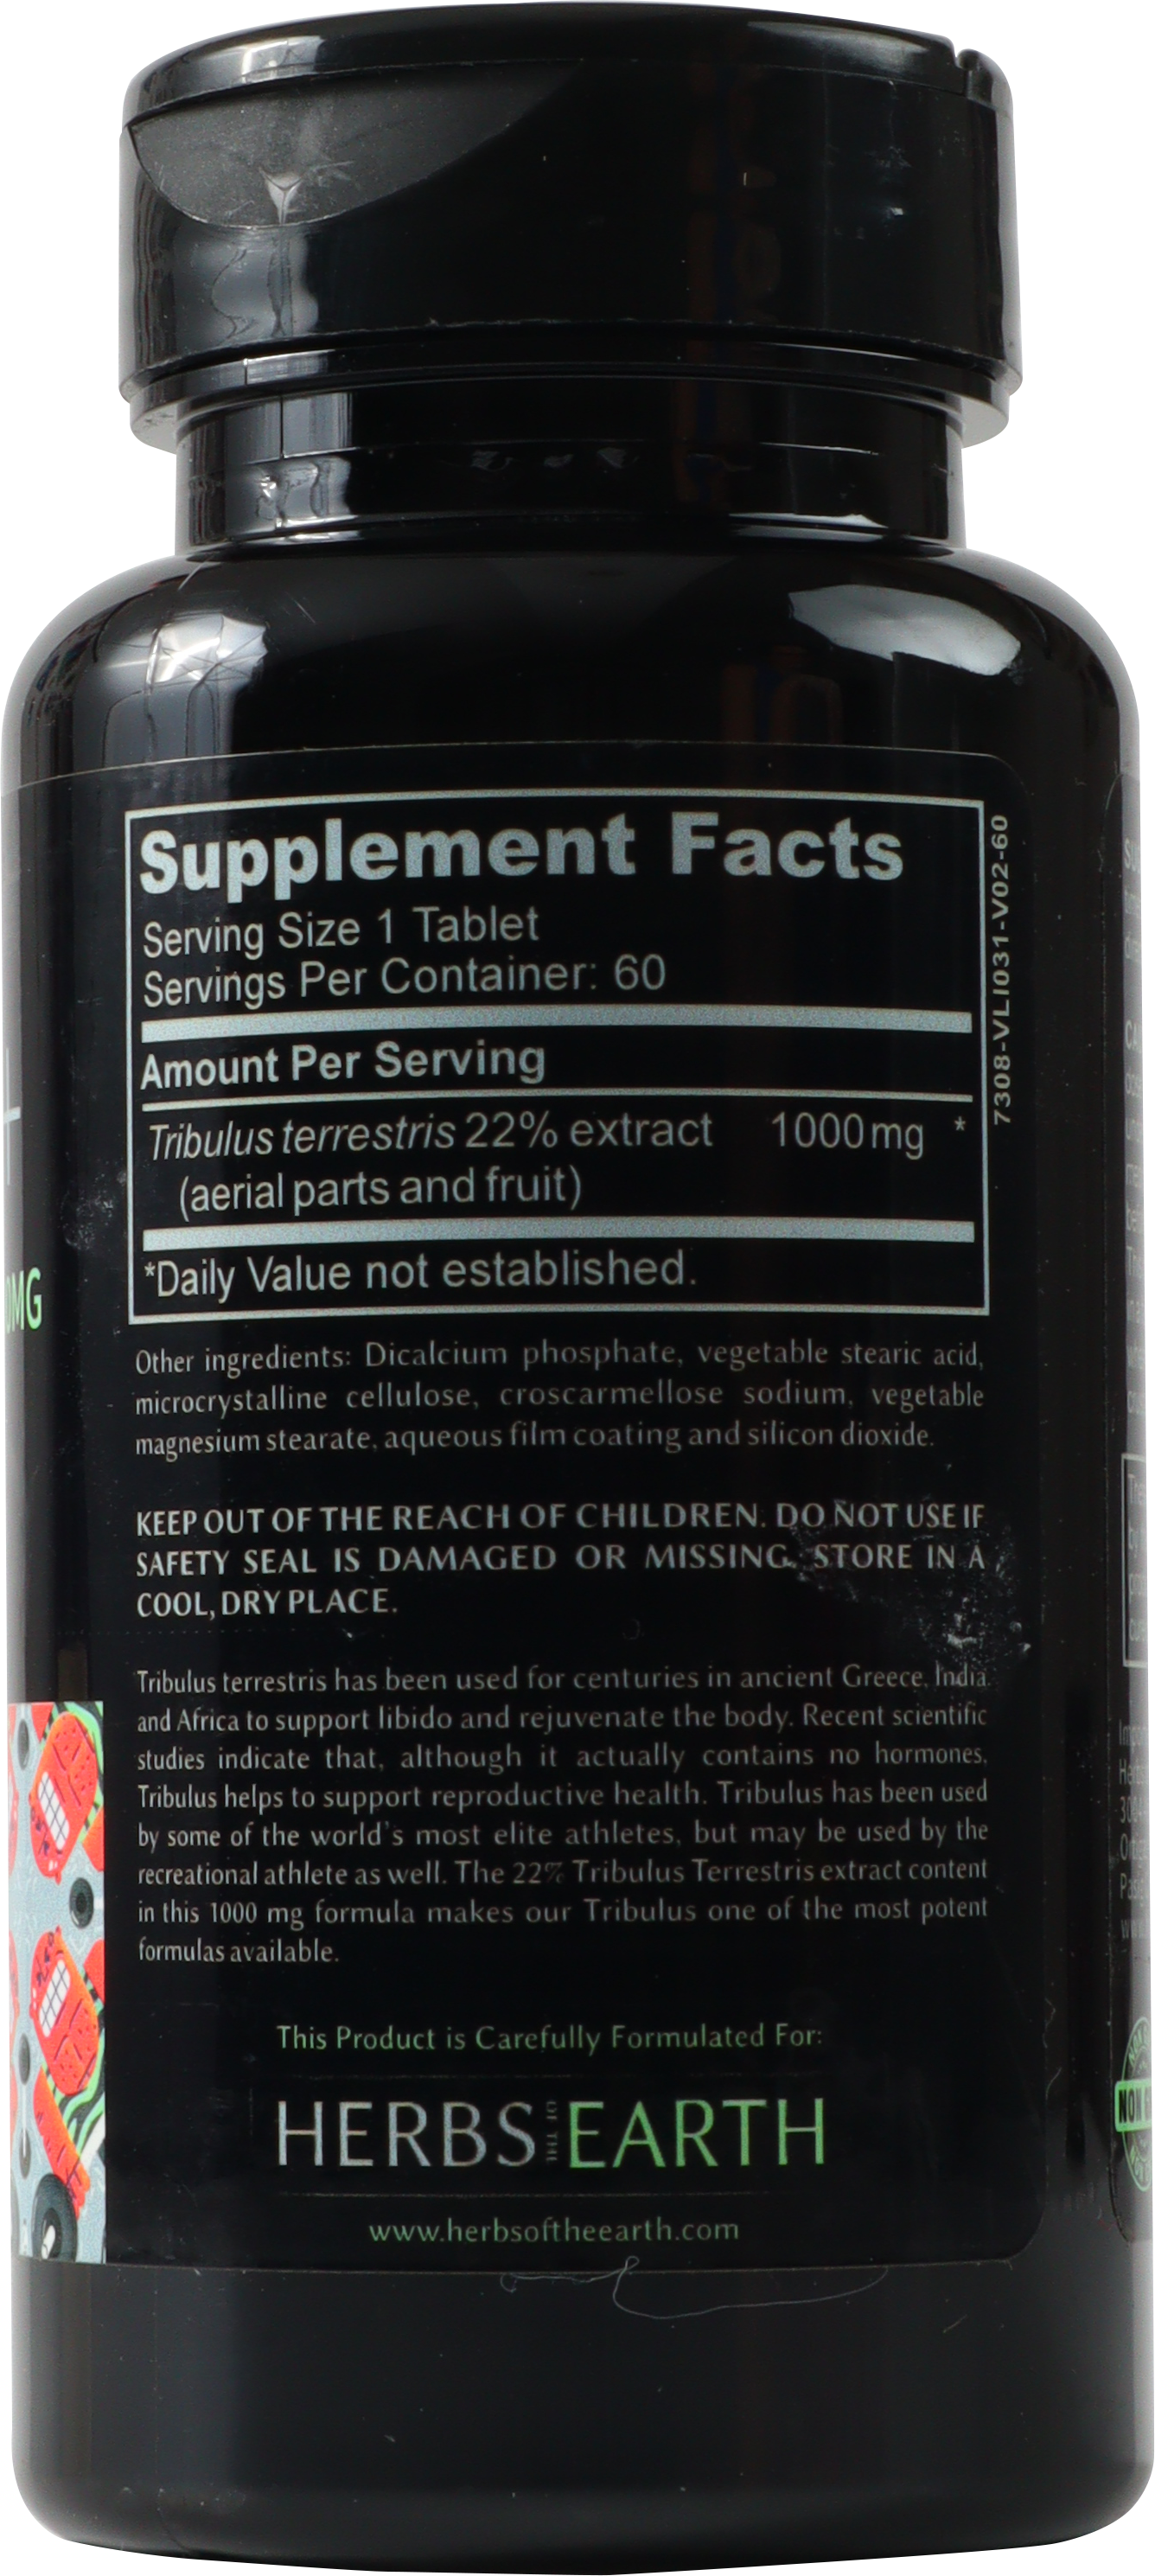 Supplement Facts
Serving Size 1 Tablet
Servings Per Container: 60
Amount Per Serving
Tribulus terrestris 22% extract 1000mg *
(aerial parts and fruit)
*Daily Value not established.
7308-VLI031-V02-60
0MG
Other ingredients: Dicalcium phosphate, vegetable stearic acid,
microcrystalline cellulose, croscarmellose sodium, vegetable
magnesium stearate, aqueous film coating and silicon dioxide.
KEEP OUT OF THE REACH OF CHILDREN. DO NOT USE IF
SAFETY SEAL IS DAMAGED OR MISSING. STORE IN A
COOL, DRY PLACE.
Tribulus terrestris has been used for centuries in ancient Greece, India
and Africa to support libido and rejuvenate the body. Recent scientific
studies indicate that, although it actually contains no hormones,
Tribulus helps to support reproductive health. Tribulus has been used
by some of the world's most elite athletes, but may be used by the
recreational athlete as well. The 22% Tribulus Terrestris extract content
in this 1000 mg formula makes our Tribulus one of the most potent
formulas available.
This Product is Carefully Formulated For:
HERBS OF THE EARTH
www.herbsoftheearth.com
NON